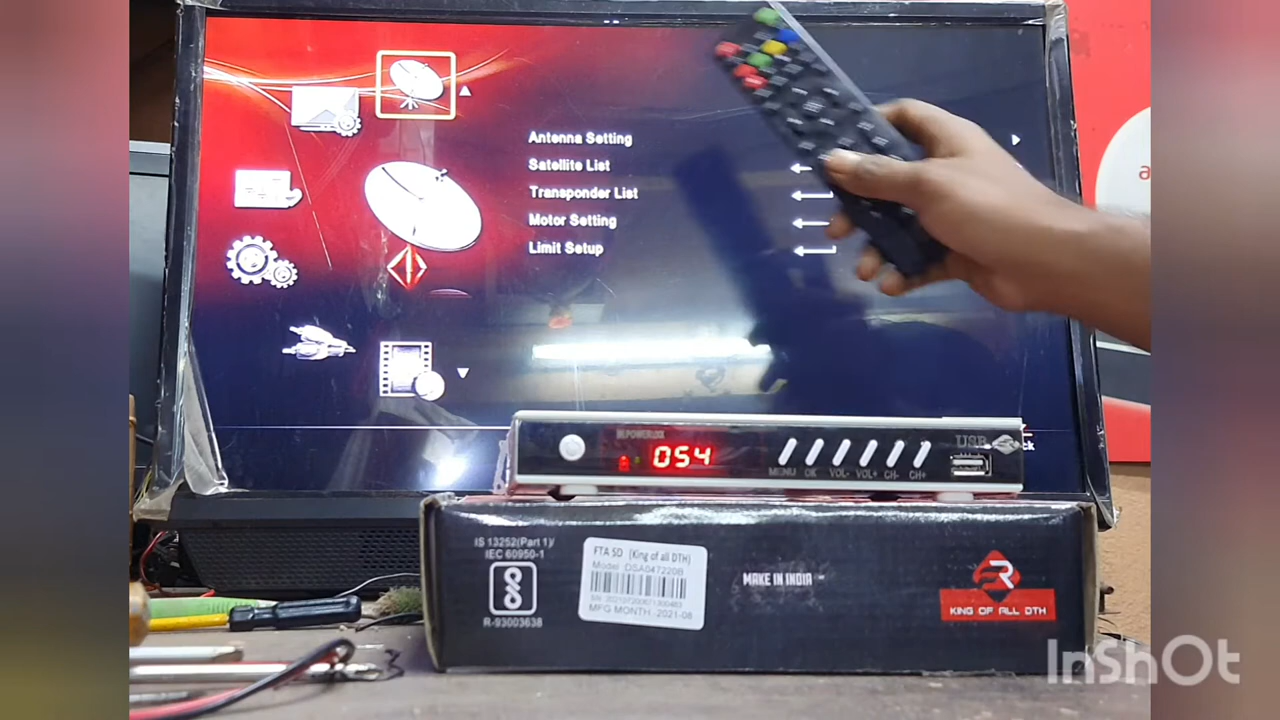 Antenna Setting
Satellite List
Transponder List
Motor Setting
Limit Setup
054
MENU OK VOL- VOL+ CH- CH+
USB
IS 13252(Part 1)/
IEC 60950-1
R-93003638
FTA SD (King of all DTH)
Model: DSA047220B
MFG MONTH-2021-08
MAKE IN INDIA
KING OF ALL DTH
InShOt